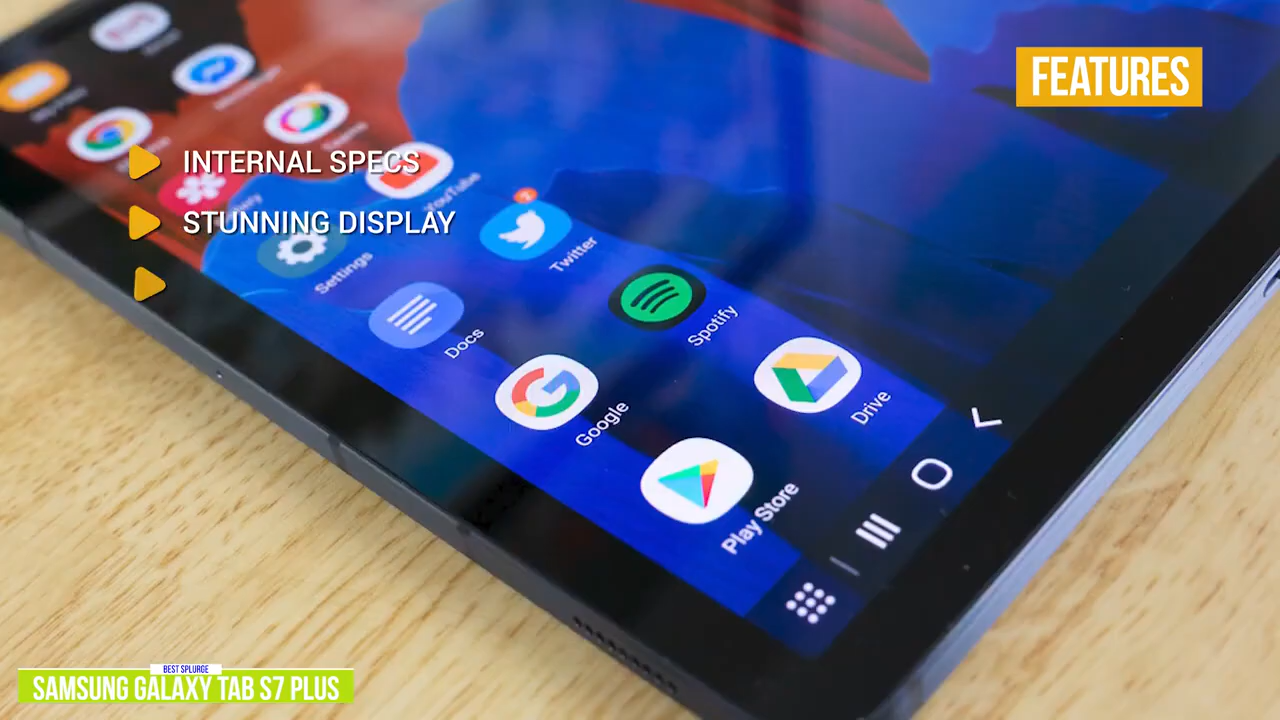 FEATURES
INTERNAL SPECS
STUNNING DISPLAY
YouTube
Settings
Twitter
Docs
Spotify
Google
Drive
Play Store
BEST SPLURGE
SAMSUNG GALAXY TAB S7 PLUS